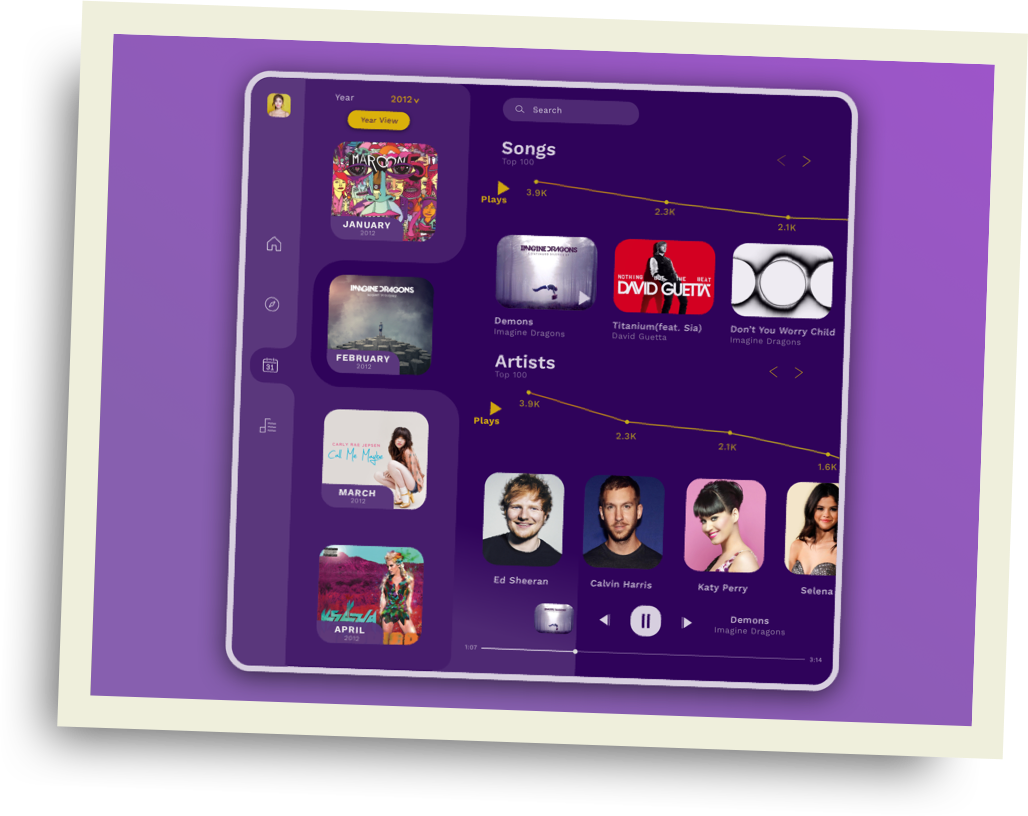 Year
2012
Year View
Search
MAROON 5
JANUARY
2012
IMAGINE DRAGONS
FEBRUARY
2012
CARLY RAE JEPSEN
Call Me Maybe
MARCH
2012
APRIL
2012
31
Songs
Top 100
Plays
3.9K
2.3K
2.1K
IMAGINE DRAGONS
NOTHING BUT THE BEAT
DAVID GUETTA
Demons
Imagine Dragons
Titanium(feat. Sia)
David Guetta
Don't You Worry Child
Imagine Dragons
Artists
Top 100
Plays
3.9K
2.3K
2.1K
1.6K
Ed Sheeran
Calvin Harris
Katy Perry
Selena
Demons
Imagine Dragons
1:07
3:14